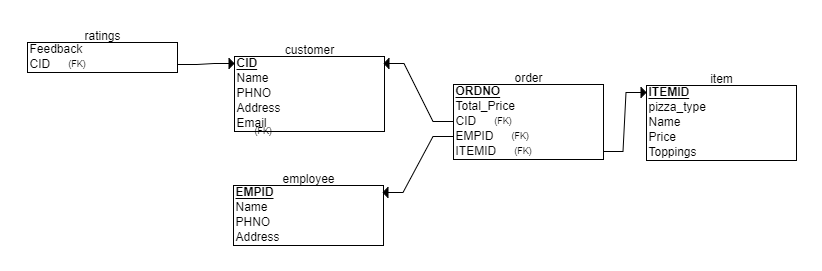 ratings
Feedback
CID (FK)
customer
CID
Name
PHNO
Address
Email
(FK)
employee
EMPID
Name
PHNO
Address
order
ORDNO
Total_Price
CID (FK)
EMPID (FK)
ITEMID (FK)
item
ITEMID
pizza_type
Name
Price
Toppings